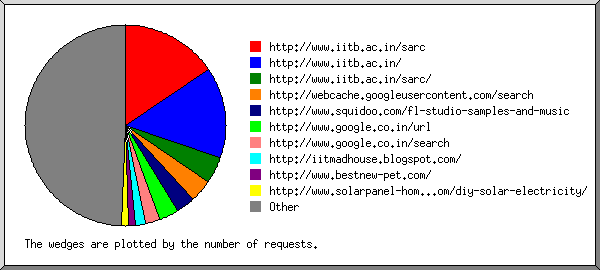 http://www.iitb.ac.in/sarc
http://www.iitb.ac.in/
http://www.iitb.ac.in/sarc/
http://webcache.googleusercontent.com/search
http://www.squidoo.com/fl-studio-samples-and-music
http://www.google.co.in/url
http://www.google.co.in/search
http://iitmadhouse.blogspot.com/
http://www.bestnew-pet.com/
http://www.solarpanel-hom...om/diy-solar-electricity/
Other
The wedges are plotted by the number of requests.